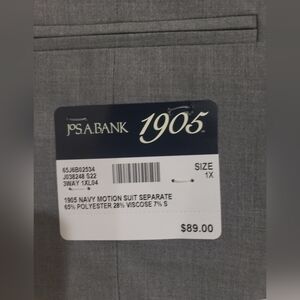 JOS.A.BANK 1905
65J6B02534
J038248 S22
3WAY 1XL04
SIZE
1X
1905 NAVY MOTION SUIT SEPARATE
65% POLYESTER 28% VISCOSE 7% S
$89.00